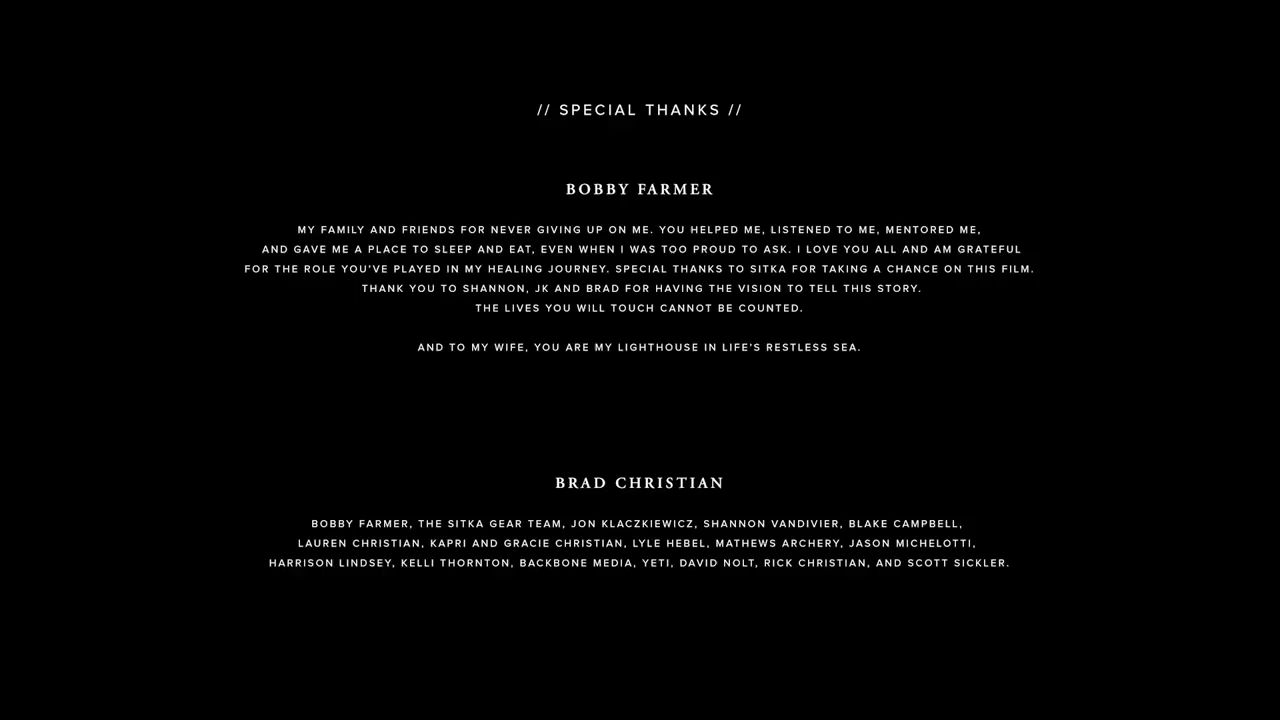 // SPECIAL THANKS //
BOBBY FARMER
MY FAMILY AND FRIENDS FOR NEVER GIVING UP ON ME. YOU HELPED ME, LISTENED TO ME, MENTORED ME,
AND GAVE ME A PLACE TO SLEEP AND EAT, EVEN WHEN I WAS TOO PROUD TO ASK. I LOVE YOU ALL AND AM GRATEFUL
FOR THE ROLE YOU'VE PLAYED IN MY HEALING JOURNEY. SPECIAL THANKS TO SITKA FOR TAKING A CHANCE ON THIS FILM.
THANK YOU TO SHANNON, JK AND BRAD FOR HAVING THE VISION TO TELL THIS STORY.
THE LIVES YOU WILL TOUCH CANNOT BE COUNTED.
AND TO MY WIFE, YOU ARE MY LIGHTHOUSE IN LIFE'S RESTLESS SEA.
BRAD CHRISTIAN
BOBBY FARMER, THE SITKA GEAR TEAM, JON KLACZKIEWICZ, SHANNON VANDIVIER, BLAKE CAMPBELL,
LAUREN CHRISTIAN, KAPRI AND GRACIE CHRISTIAN, LYLE HEBEL, MATHEWS ARCHERY, JASON MICHELOTTI,
HARRISON LINDSEY, KELLI THORNTON, BACKBONE MEDIA, YETI, DAVID NOLT, RICK CHRISTIAN, AND SCOTT SICKLER.